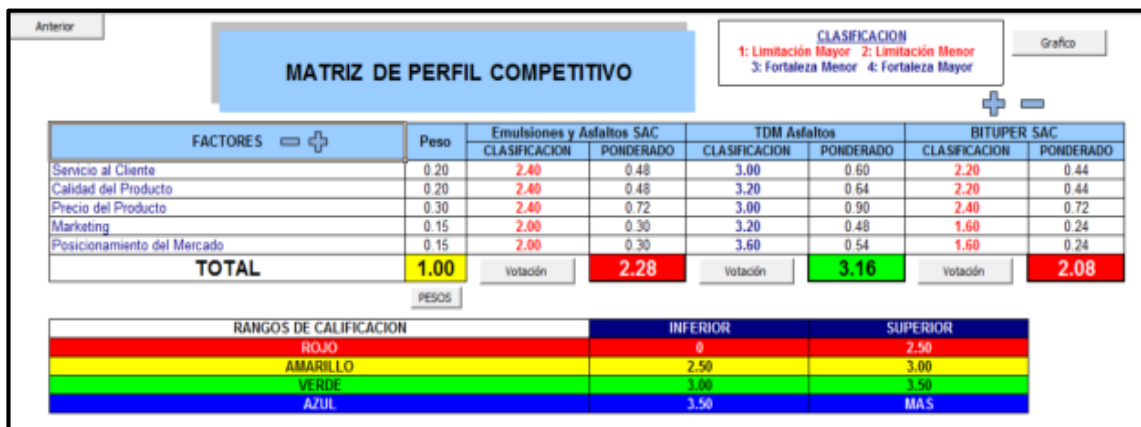 Anterior
MATRIZ DE PERFIL COMPETITIVO
CLASIFICACION
1: Limitación Mayor 2: Limitación Menor
3: Fortaleza Menor 4: Fortaleza Mayor
Grafico
FACTORES Peso Emulsiones y Asfaltos SAC TDM Asfaltos BITUPER SAC
CLASIFICACION PONDERADO CLASIFICACION PONDERADO CLASIFICACION PONDERADO
Servicio al Cliente 0.20 2.40 0.48 3.00 0.60 2.20 0.44
Calidad del Producto 0.20 2.40 0.48 3.20 0.64 2.20 0.44
Precio del Producto 0.30 2.40 0.72 3.00 0.90 2.40 0.72
Marketing 0.15 2.00 0.30 3.20 0.48 1.60 0.24
Posicionamiento del Mercado 0.15 2.00 0.30 3.60 0.54 1.60 0.24
TOTAL 1.00 Votación 2.28 Votación 3.16 Votación 2.08
PESOS
RANGOS DE CALIFICACION INFERIOR SUPERIOR
ROJO 0 2.50
AMARILLO 2.50 3.00
VERDE 3.00 3.50
AZUL 3.50 MAS